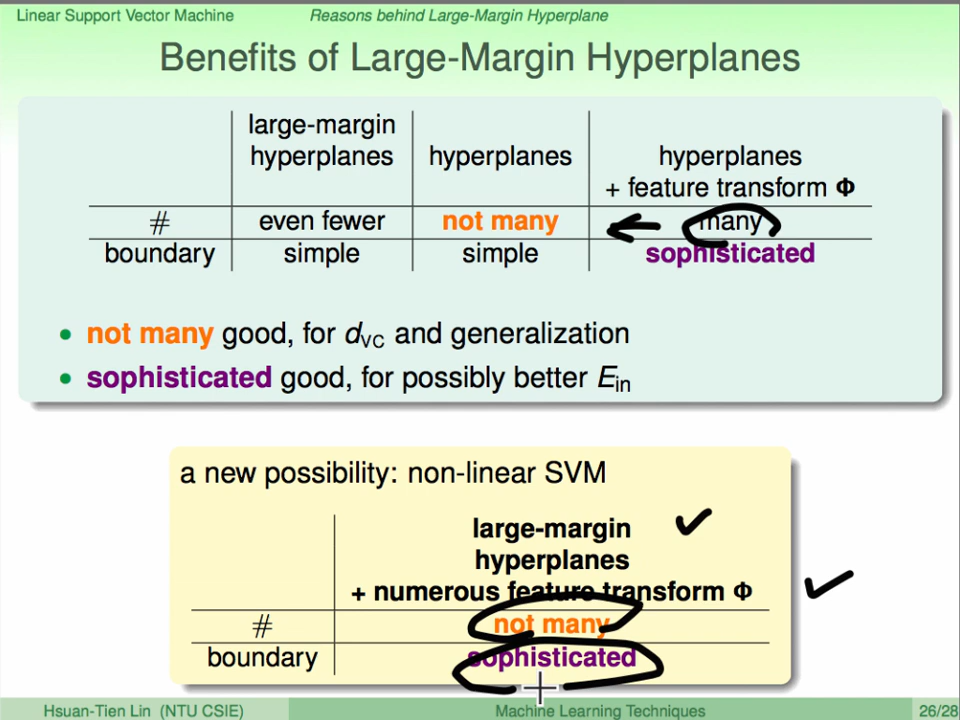 Linear Support Vector Machine Reasons behind Large-Margin Hyperplane
Benefits of Large-Margin Hyperplanes
large-margin
hyperplanes hyperplanes hyperplanes
+ feature transform Φ
# even fewer not many many
boundary simple simple sophisticated
• not many good, for dVC and generalization
• sophisticated good, for possibly better Ein
a new possibility: non-linear SVM
large-margin
hyperplanes
+ numerous feature transform Φ
# not many
boundary sophisticated
Hsuan-Tien Lin (NTU CSIE) Machine Learning Techniques 26/28